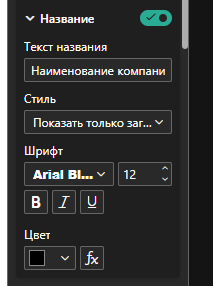 Название
Текст названия
Наименование компани
Стиль
Показать только заг...
Шрифт
Arial Bl...
12
B I U
Цвет
fx